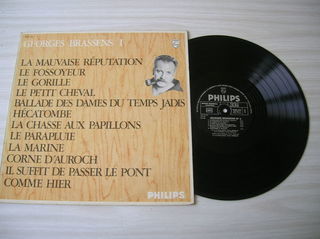 GEORGES BRASSENS 1
LA MAUVAISE RÉPUTATION
LE FOSSOYEUR
LE GORILLE
LE PETIT CHEVAL
BALLADE DES DAMES DU TEMPS JADIS
HÉCATOMBE
LA CHASSE AUX PAPILLONS
LE PARAPLUIE
LA MARINE
CORNE D'AUROCH
IL SUFFIT DE PASSER LE PONT
COMME HIER
PHILIPS
PHILIPS